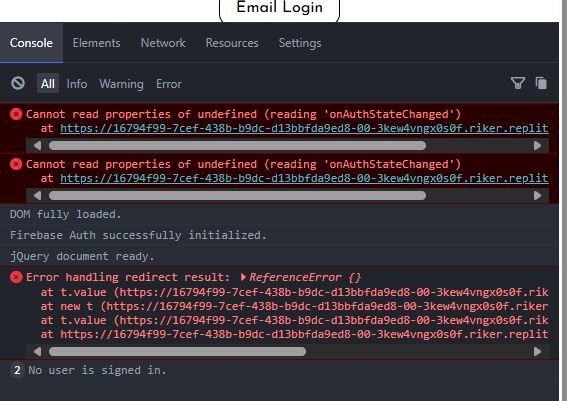 Email Login
Console Elements Network Resources Settings
All Info Warning Error
Cannot read properties of undefined (reading 'onAuthStateChanged')
at https://16794f99-7cef-438b-b9dc-d13bbfda9ed8-00-3kew4vngx0s0f.riker.replit
Cannot read properties of undefined (reading 'onAuthStateChanged')
at https://16794f99-7cef-438b-b9dc-d13bbfda9ed8-00-3kew4vngx0s0f.riker.replit
DOM fully loaded.
Firebase Auth successfully initialized.
jQuery document ready.
Error handling redirect result: ▶ReferenceError {}
at t.value (https://16794f99-7cef-438b-b9dc-d13bbfda9ed8-00-3kew4vngx0s0f.rik
at new t (https://16794f99-7cef-438b-b9dc-d13bbfda9ed8-00-3kew4vngx0s0f.riker
at t.value (https://16794f99-7cef-438b-b9dc-d13bbfda9ed8-00-3kew4vngx0s0f.rik
at https://16794f99-7cef-438b-b9dc-d13bbfda9ed8-00-3kew4vngx0s0f.riker.replit
2 No user is signed in.